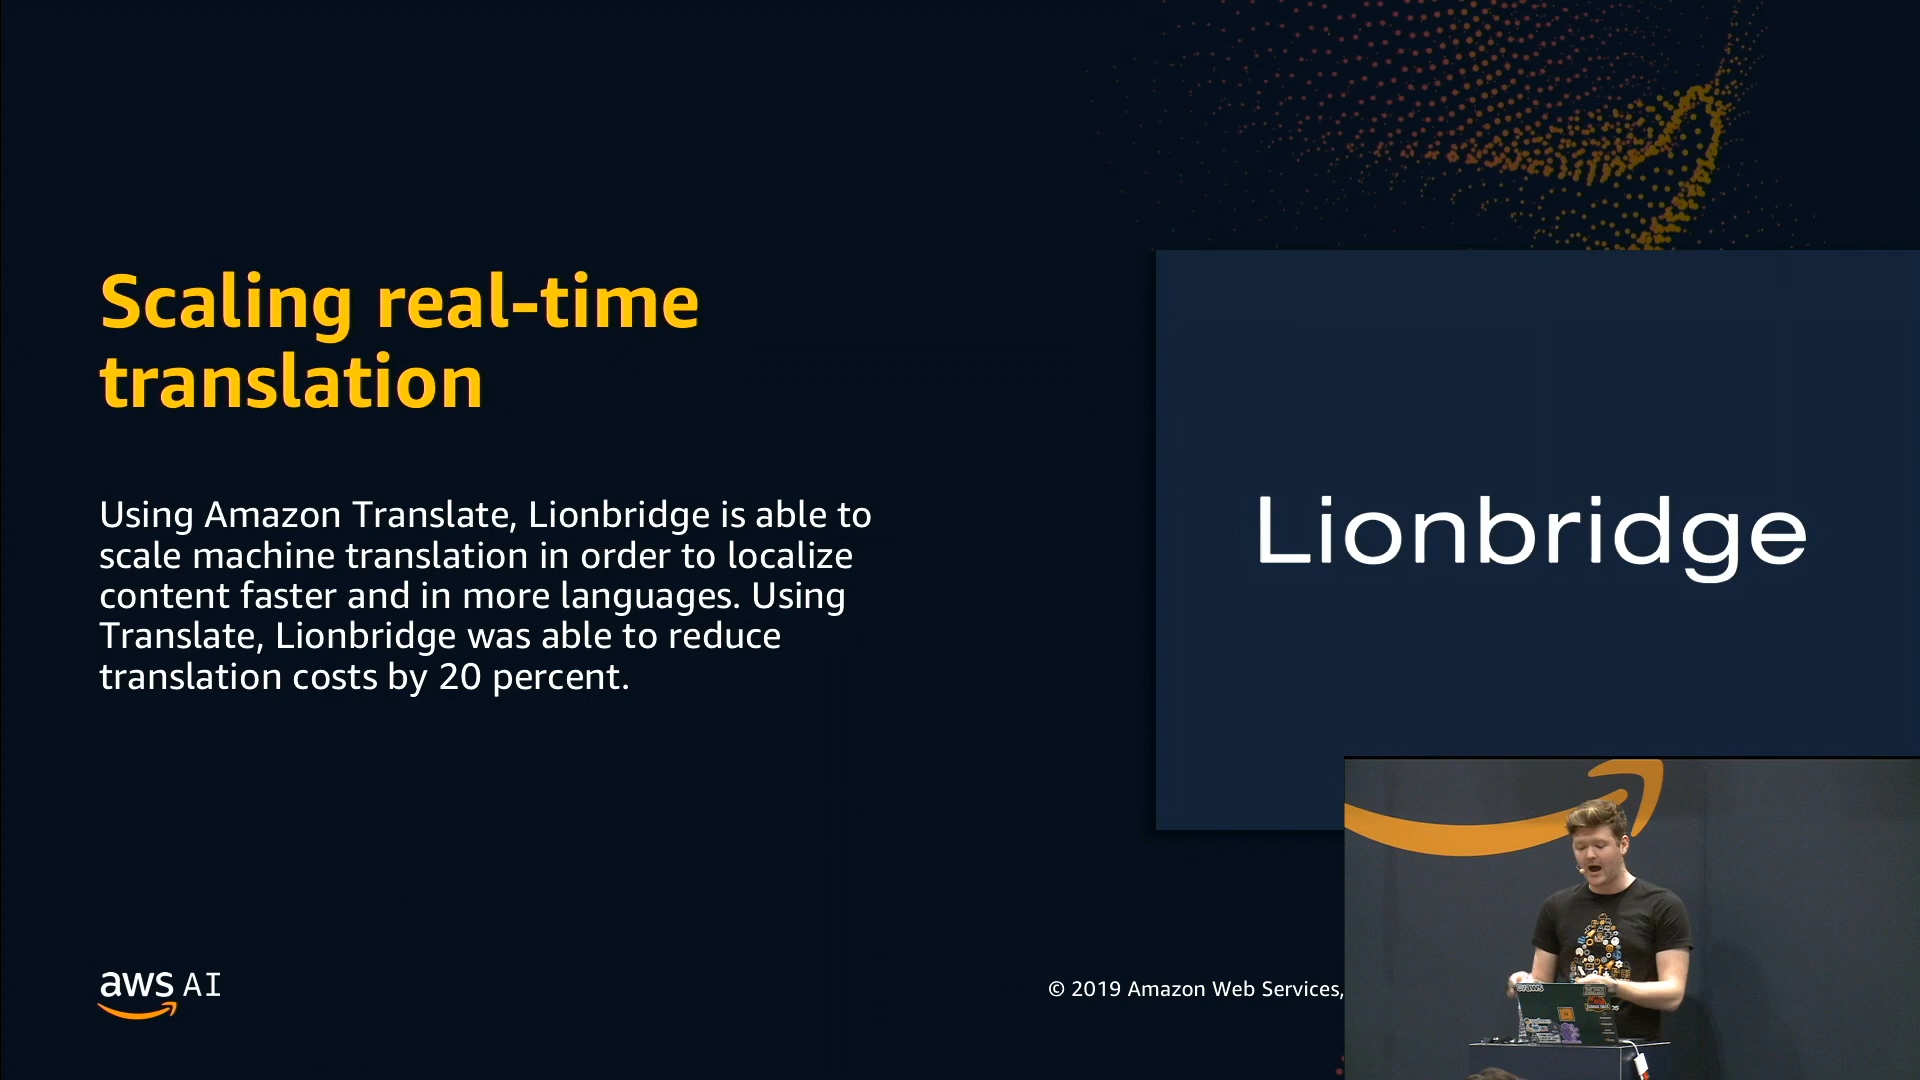 Scaling real-time
translation
Using Amazon Translate, Lionbridge is able to
scale machine translation in order to localize
content faster and in more languages. Using
Translate, Lionbridge was able to reduce
translation costs by 20 percent.
Lionbridge
aws AI
© 2019 Amazon Web Services,